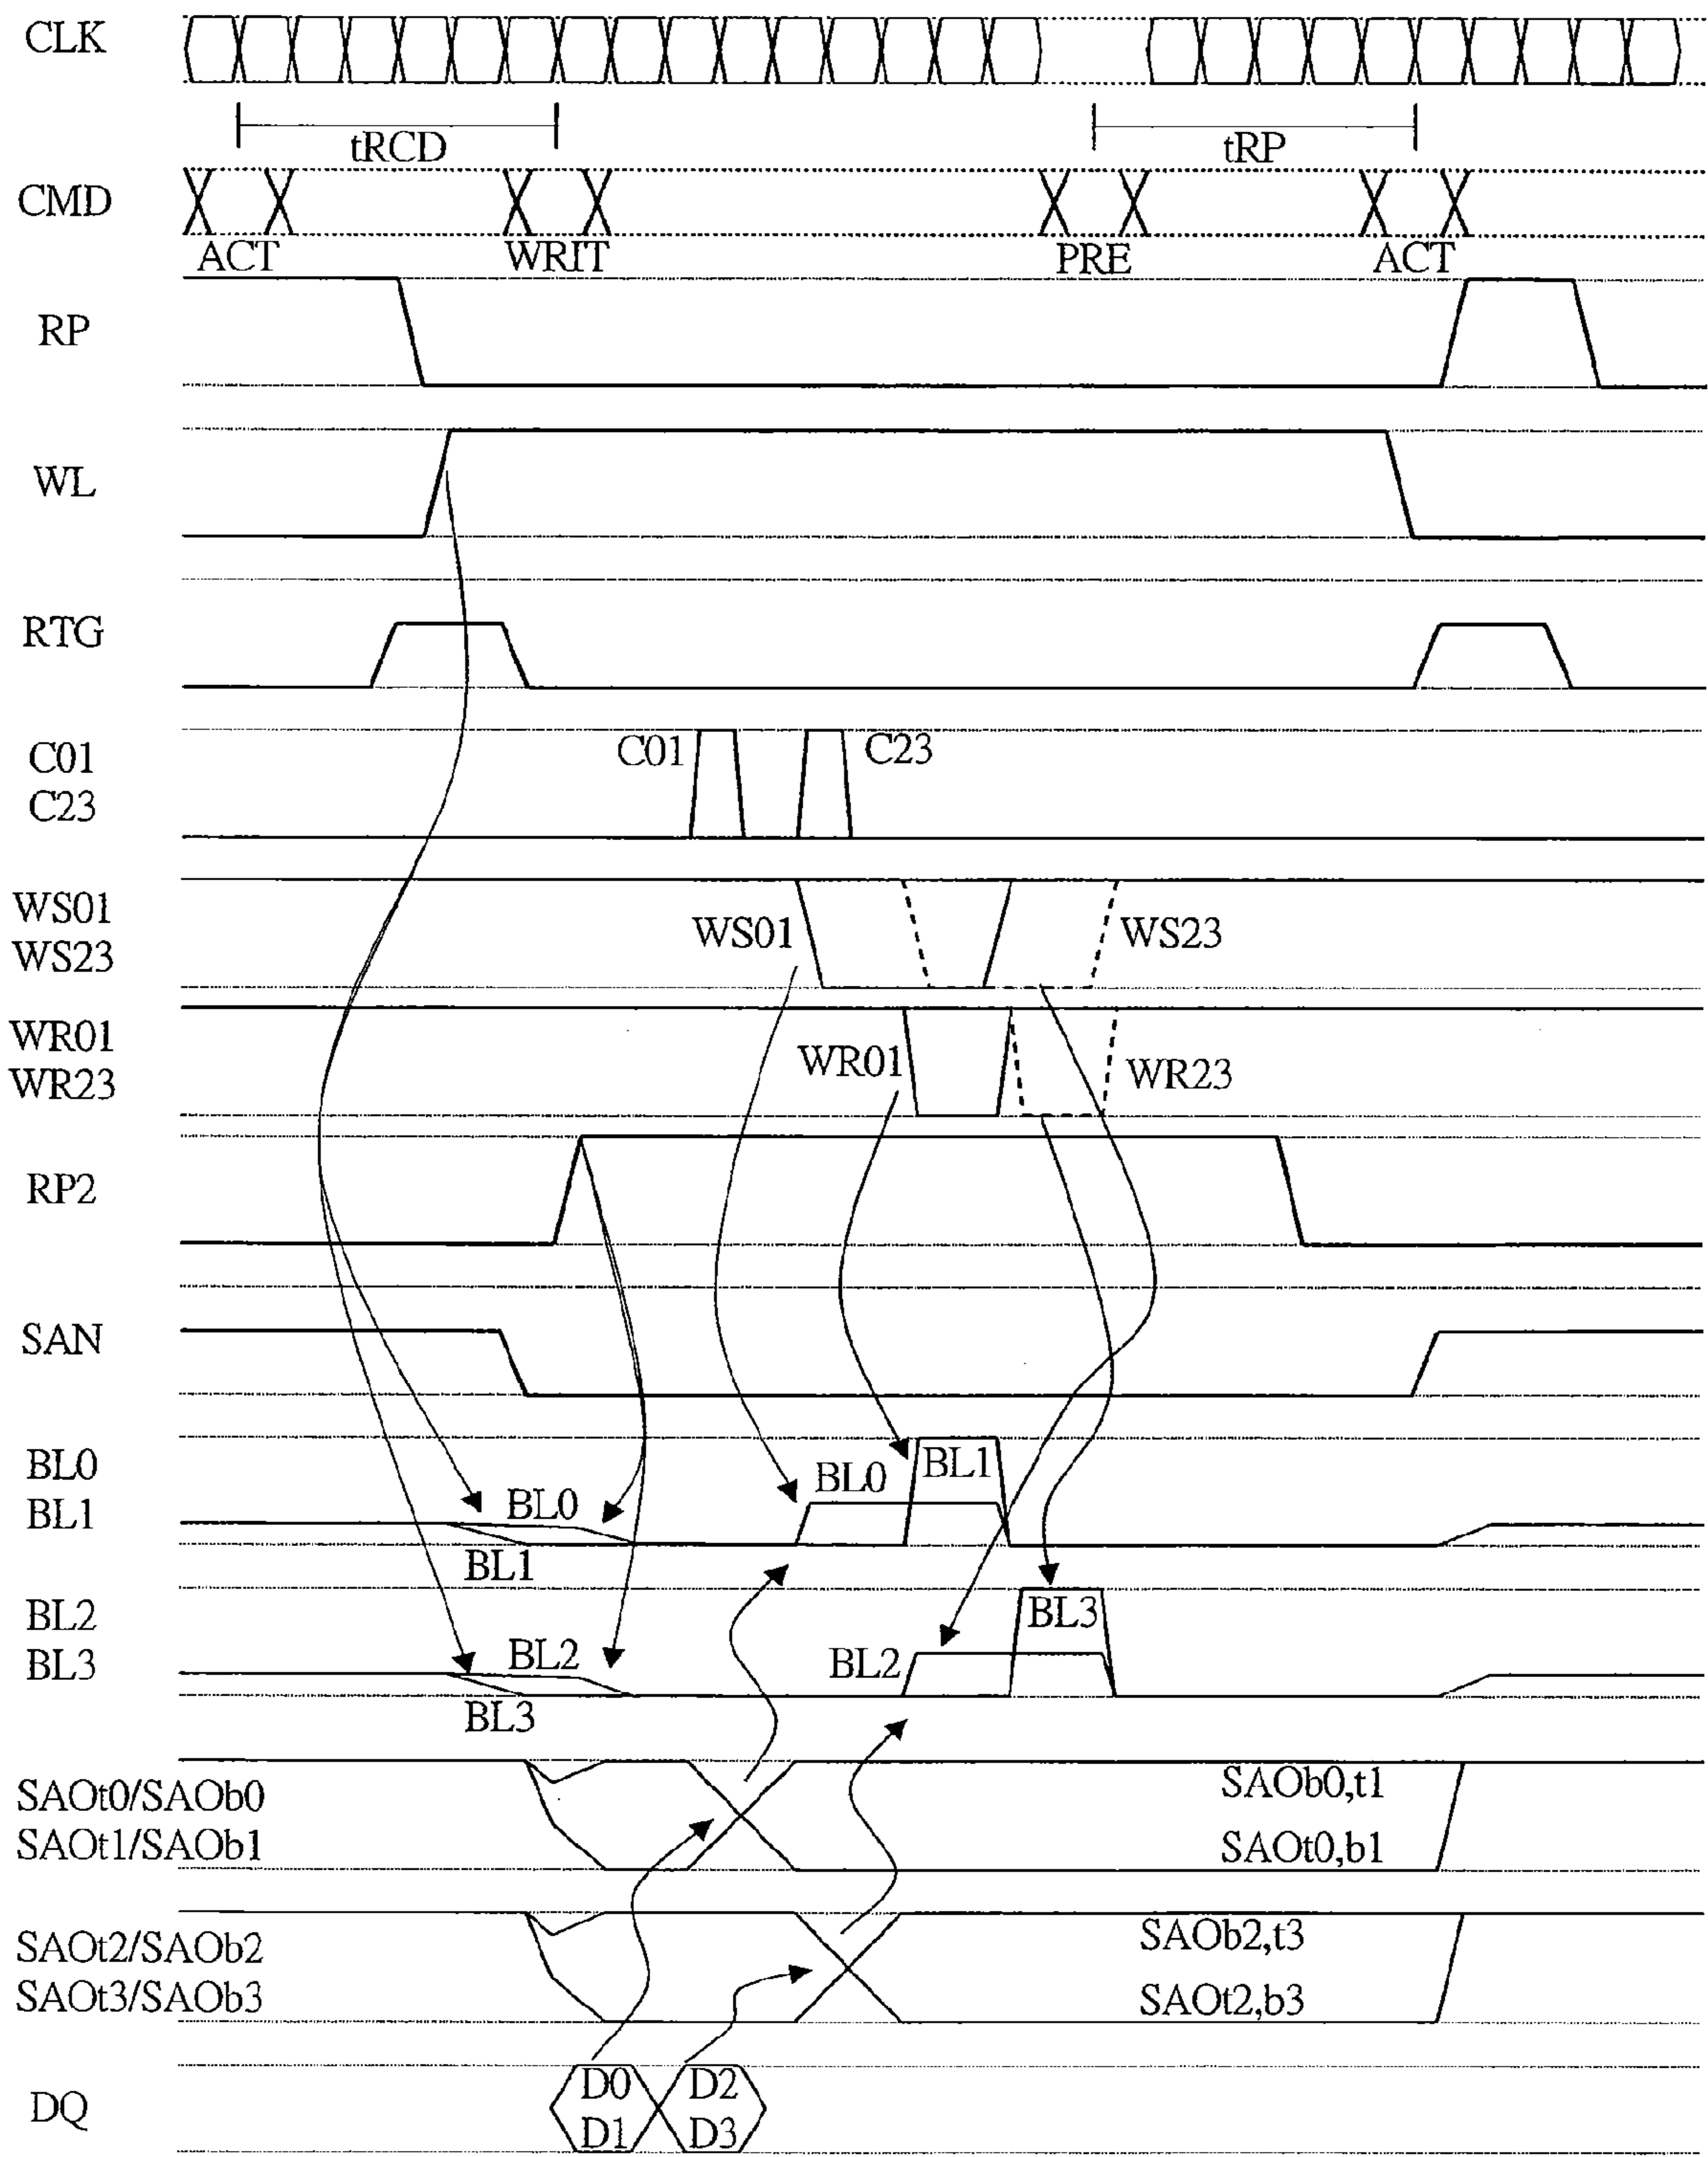 CLK
tRCD
tRP
CMD
ACT
WRIT
PRE
ACT
RP
WL
RTG
C01
C23
C01
C23
WS01
WS23
WS01
WS23
WR01
WR23
WR01
WR23
RP2
SAN
BL0
BL1
BL0
BL1
BL0
BL1
BL2
BL3
BL2
BL3
BL2
BL3
SAOt0/SAOb0
SAOt1/SAOb1
SAOb0,t1
SAOt0,b1
SAOt2/SAOb2
SAOt3/SAOb3
SAOb2,t3
SAOt2,b3
DQ
D0
D1
D2
D3